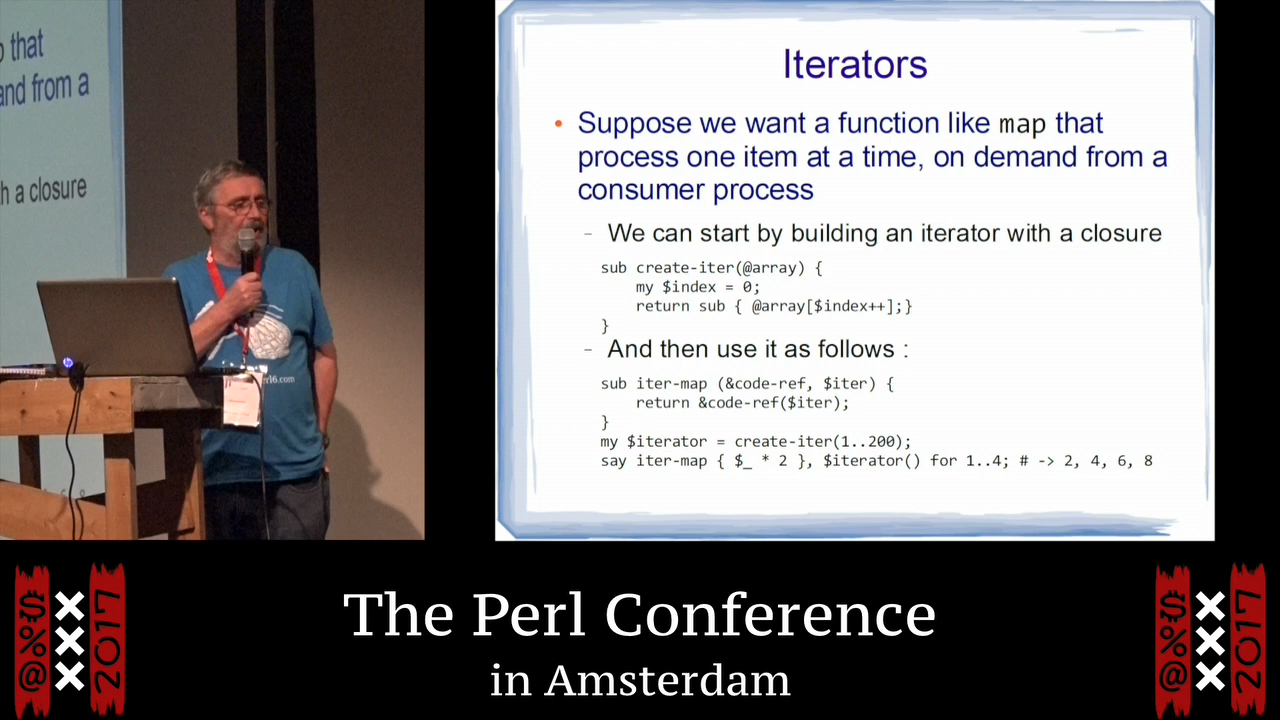 that
and from a
h a closure
r16.com
Iterators
• Suppose we want a function like map that
process one item at a time, on demand from a
consumer process
– We can start by building an iterator with a closure
sub create-iter(@array) {
my $index = 0;
return sub { @array[$index++];}
}
– And then use it as follows :
sub iter-map (&code-ref, $iter) {
return &code-ref($iter);
}
my $iterator = create-iter(1..200);
say iter-map { $_ * 2 }, $iterator() for 1..4; # -> 2, 4, 6, 8
The Perl Conference
in Amsterdam
@%$
XXX
2017
@%$
XXX
2017